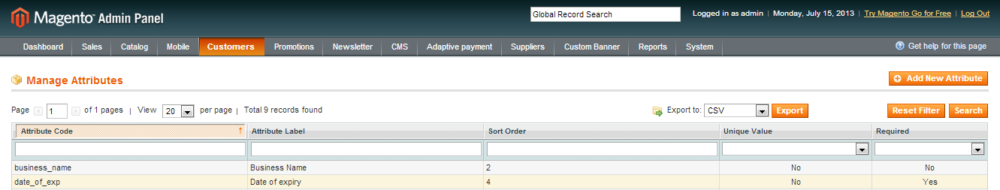 Magento Admin Panel
Global Record Search
Logged in as admin | Monday, July 15, 2013 | Try Magento Go for Free | Log Out
Dashboard Sales Catalog Mobile Customers Promotions Newsletter CMS Adaptive payment Suppliers Custom Banner Reports System
Get help for this page
Manage Attributes
Add New Attribute
Page 1 of 1 pages | View 20 per page | Total 9 records found
Export to: CSV Export
Reset Filter Search
Attribute Code Attribute Label Sort Order Unique Value Required
business_name Business Name 2 No No
date_of_exp Date of expiry 4 No Yes